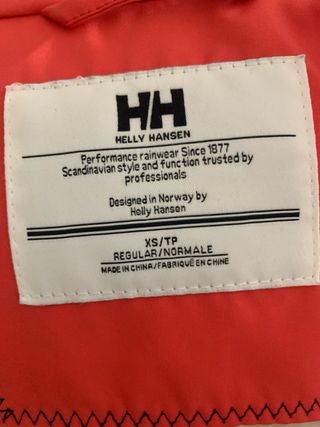 HH
HELLY HANSEN
Performance rainwear Since 1877
Scandinavian style and function trusted by
professionals
Designed in Norway by
Helly Hansen
XS/TP
REGULAR/NORMALE
MADE IN CHINA/FABRIQUÉ EN CHINE